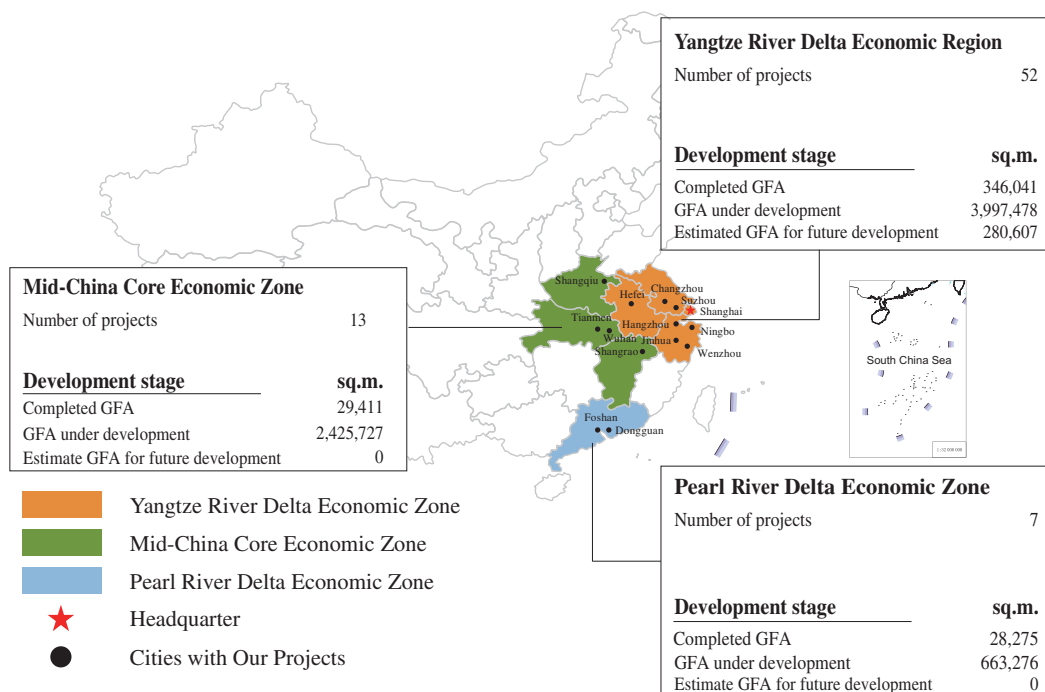 Yangtze River Delta Economic Region
Number of projects 52
Development stage sq.m.
Completed GFA 346,041
GFA under development 3,997,478
Estimated GFA for future development 280,607
Mid-China Core Economic Zone
Number of projects 13
Development stage sq.m.
Completed GFA 29,411
GFA under development 2,425,727
Estimate GFA for future development 0
Shangqiu
Changzhou
Hefei
Suzhou
Shanghai
Tianmen
Hangzhou
Ningbo
Wuhan
Jinhua
Shangrao
Wenzhou
Foshan
Dongguan
South China Sea
Pearl River Delta Economic Zone
Number of projects 7
Development stage sq.m.
Completed GFA 28,275
GFA under development 663,276
Estimate GFA for future development 0
Yangtze River Delta Economic Zone
Mid-China Core Economic Zone
Pearl River Delta Economic Zone
Headquarter
Cities with Our Projects